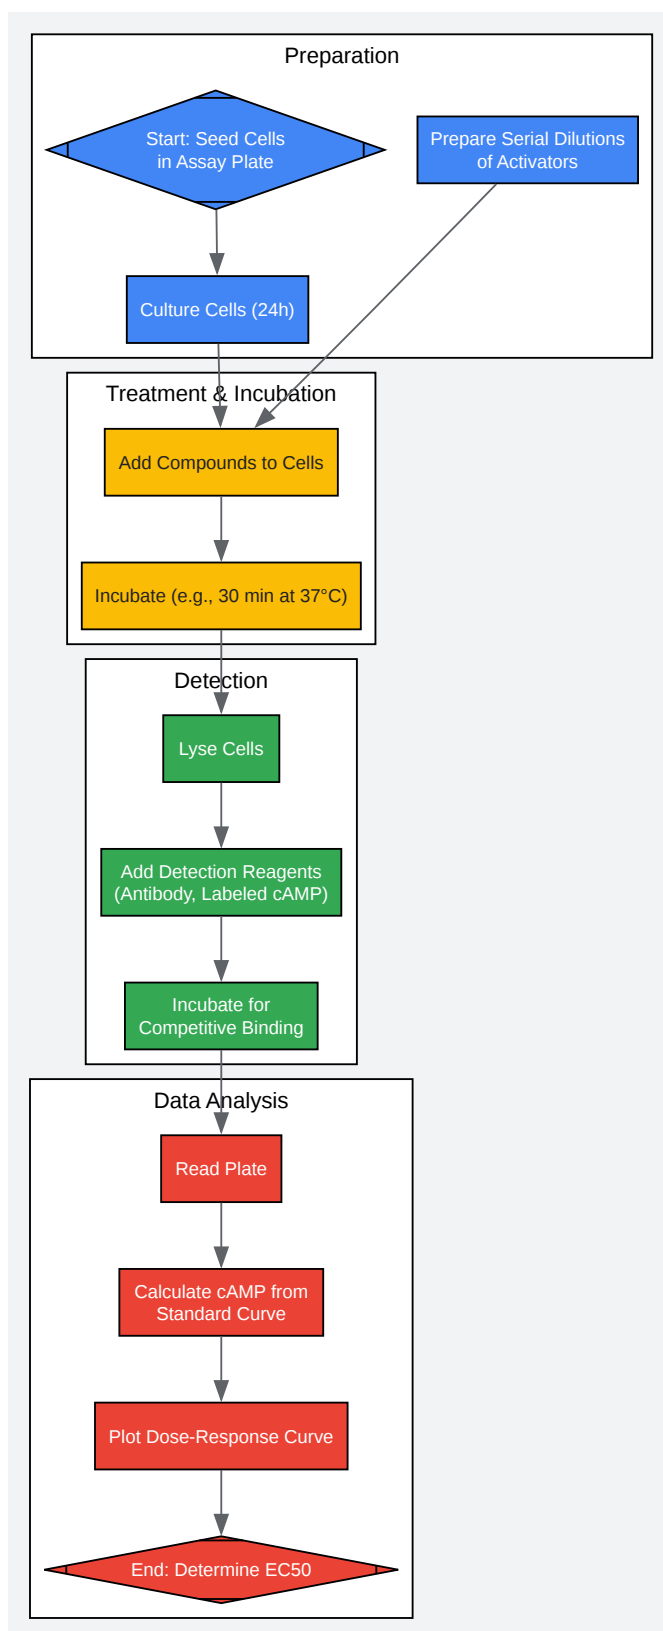 Preparation
Start: Seed Cells
in Assay Plate
Prepare Serial Dilutions
of Activators
Culture Cells (24h)
Treatment & Incubation
Add Compounds to Cells
Incubate (e.g., 30 min at 37°C)
Detection
Lyse Cells
Add Detection Reagents
(Antibody, Labeled cAMP)
Incubate for
Competitive Binding
Data Analysis
Read Plate
Calculate cAMP from
Standard Curve
Plot Dose-Response Curve
End: Determine EC50